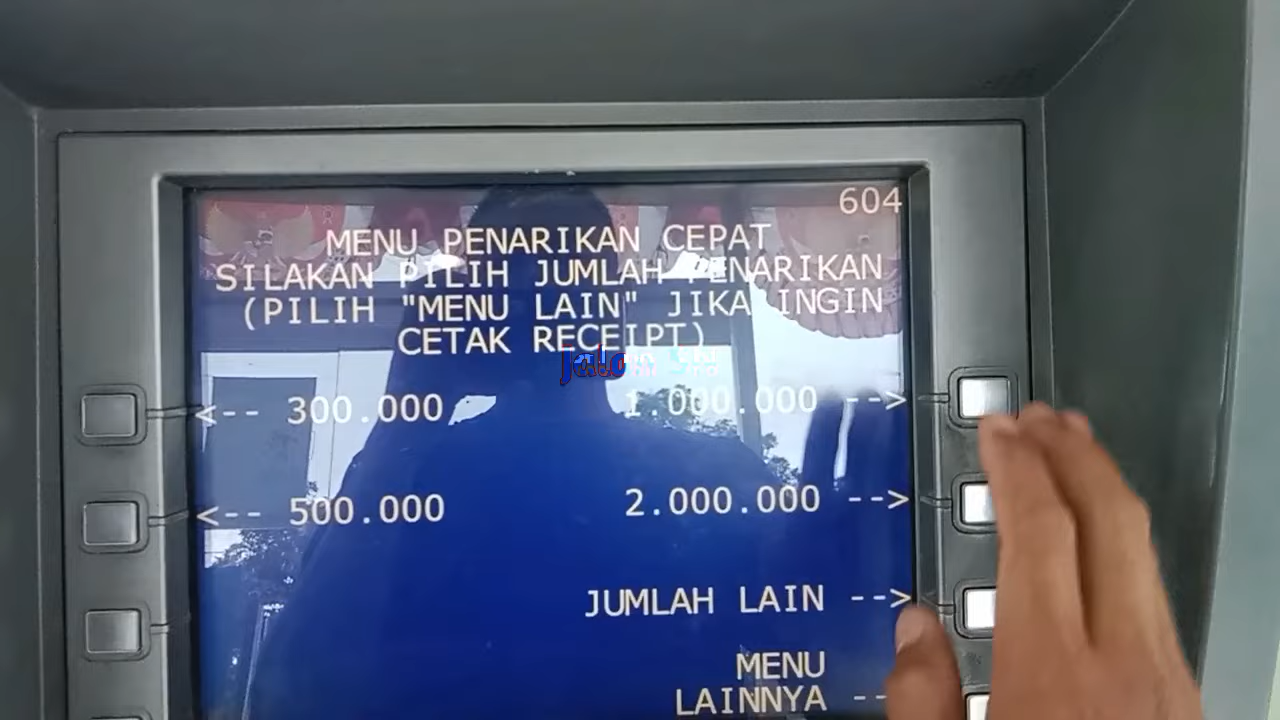 604
MENU PENARIKAN CEPAT
SILAKAN PILIH JUMLAH PENARIKAN
(PILIH "MENU LAIN" JIKA INGIN
CETAK RECEIPT)
<-- 300.000 1.000.000 -->
<-- 500.000 2.000.000 -->
JUMLAH LAIN -->
MENU
LAINNYA --